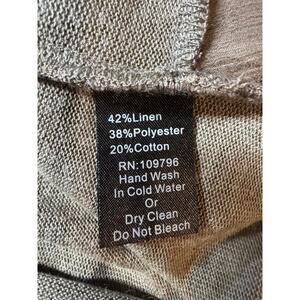 42%Linen
38%Polyester
20%Cotton
RN:109796
Hand Wash
In Cold Water
Or
Dry Clean
Do Not Bleach